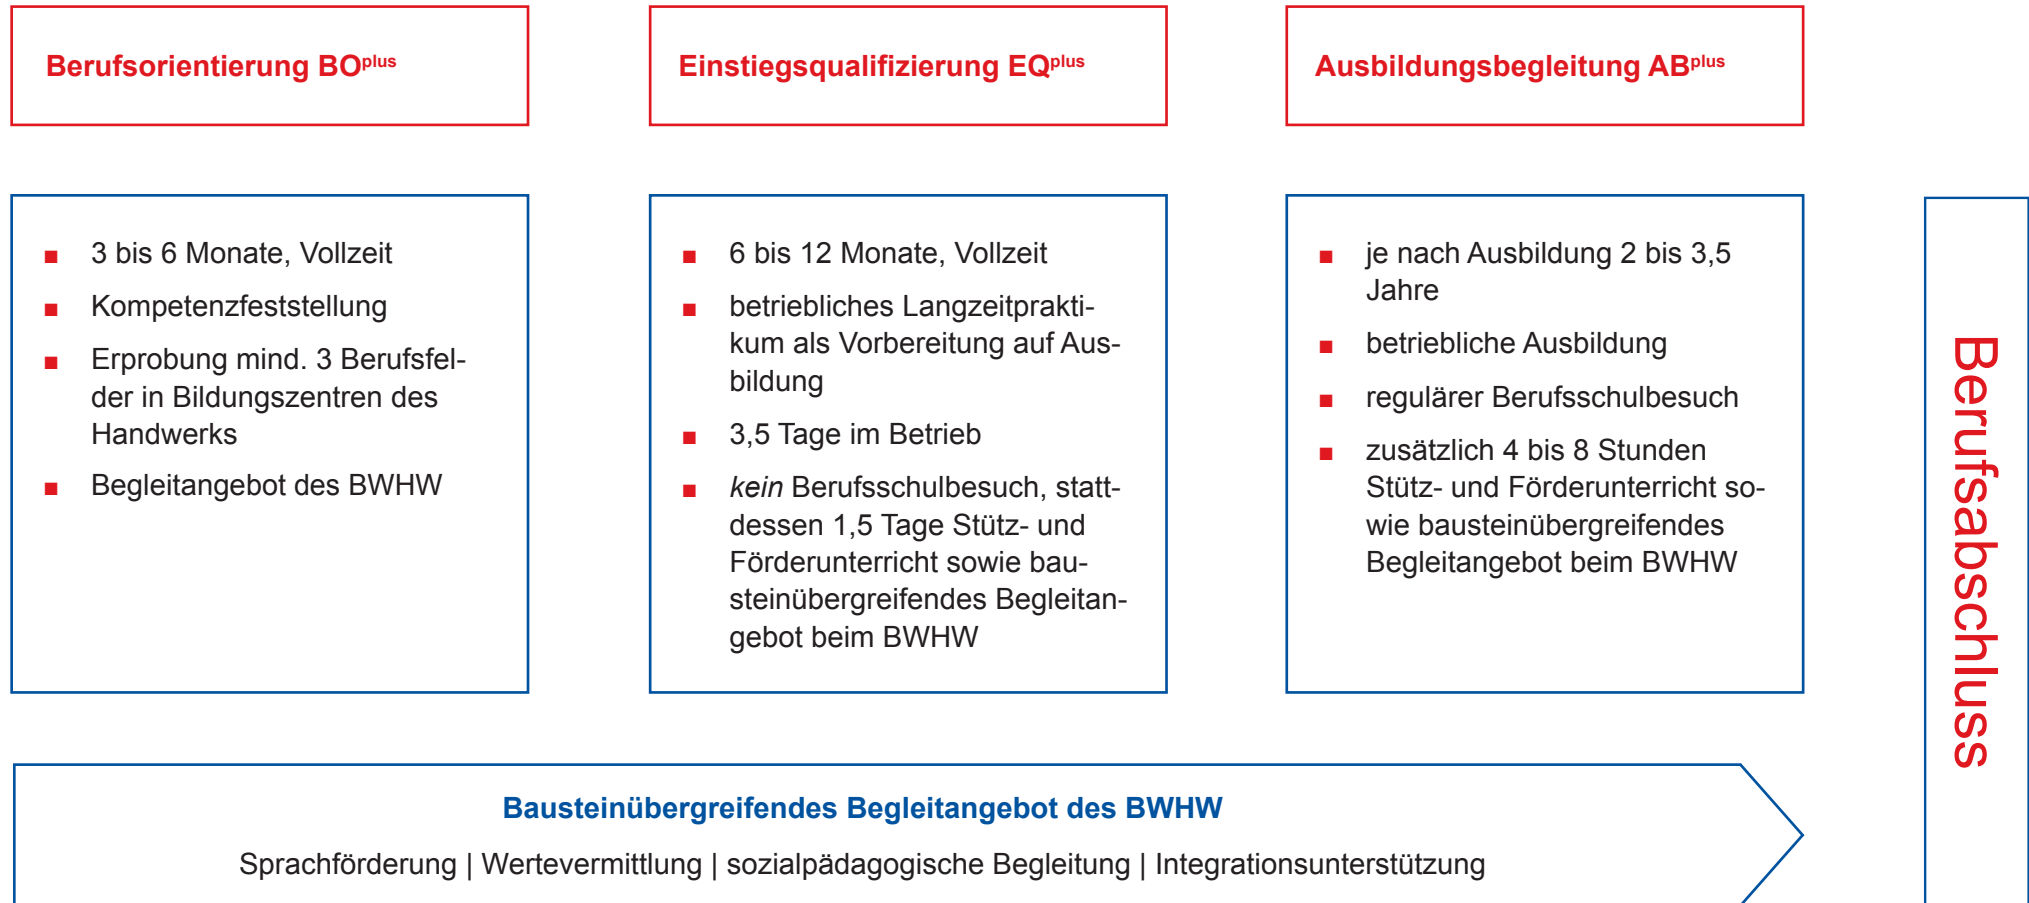 Berufsorientierung BOplus
Einstiegsqualifizierung EQplus
Ausbildungsbegleitung ABplus
■ 3 bis 6 Monate, Vollzeit
■ Kompetenzfeststellung
■ Erprobung mind. 3 Berufsfel-
der in Bildungszentren des
Handwerks
■ Begleitangebot des BWHW
■ 6 bis 12 Monate, Vollzeit
■ betriebliches Langzeitprakti-
kum als Vorbereitung auf Aus-
bildung
■ 3,5 Tage im Betrieb
■ kein Berufsschulbesuch, statt-
dessen 1,5 Tage Stütz- und
Förderunterricht sowie bau-
steinübergreifendes Begleitan-
gebot beim BWHW
■ je nach Ausbildung 2 bis 3,5
Jahre
■ betriebliche Ausbildung
■ regulärer Berufsschulbesuch
■ zusätzlich 4 bis 8 Stunden
Stütz- und Förderunterricht so-
wie bausteinübergreifendes
Begleitangebot beim BWHW
Berufsabschluss
Bausteinübergreifendes Begleitangebot des BWHW
Sprachförderung | Wertevermittlung | sozialpädagogische Begleitung | Integrationsunterstützung